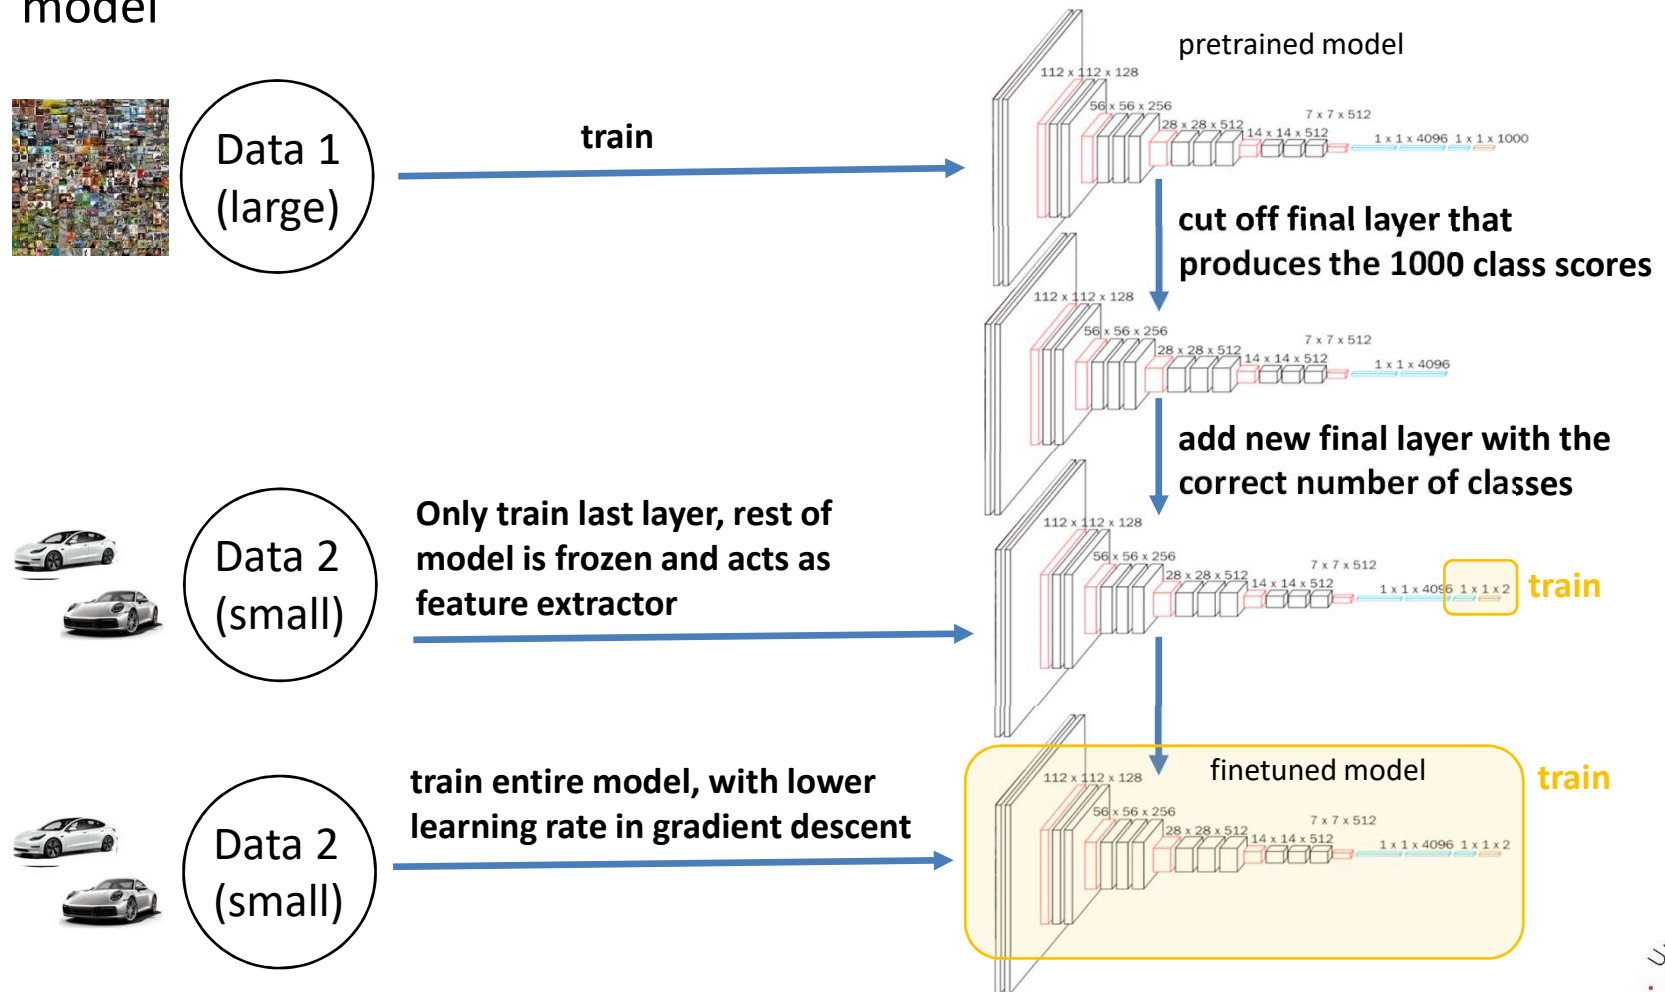 model
pretrained model
112 x 112 x 128
56 x 56 x 256
28 x 28 x 512
14 x 14 x 512
7 x 7 x 512
1 x 1 x 4096
1 x 1 x 1000
Data 1
(large)
train
cut off final layer that
produces the 1000 class scores
112 x 112 x 128
56 x 56 x 256
28 x 28 x 512
14 x 14 x 512
7 x 7 x 512
1 x 1 x 4096
add new final layer with the
correct number of classes
Data 2
(small)
Only train last layer, rest of
model is frozen and acts as
feature extractor
112 x 112 x 128
56 x 56 x 256
28 x 28 x 512
14 x 14 x 512
7 x 7 x 512
1 x 1 x 4096
1 x 1 x 2
train
Data 2
(small)
train entire model, with lower
learning rate in gradient descent
finetuned model
112 x 112 x 128
56 x 56 x 256
28 x 28 x 512
14 x 14 x 512
7 x 7 x 512
1 x 1 x 4096
1 x 1 x 2
train